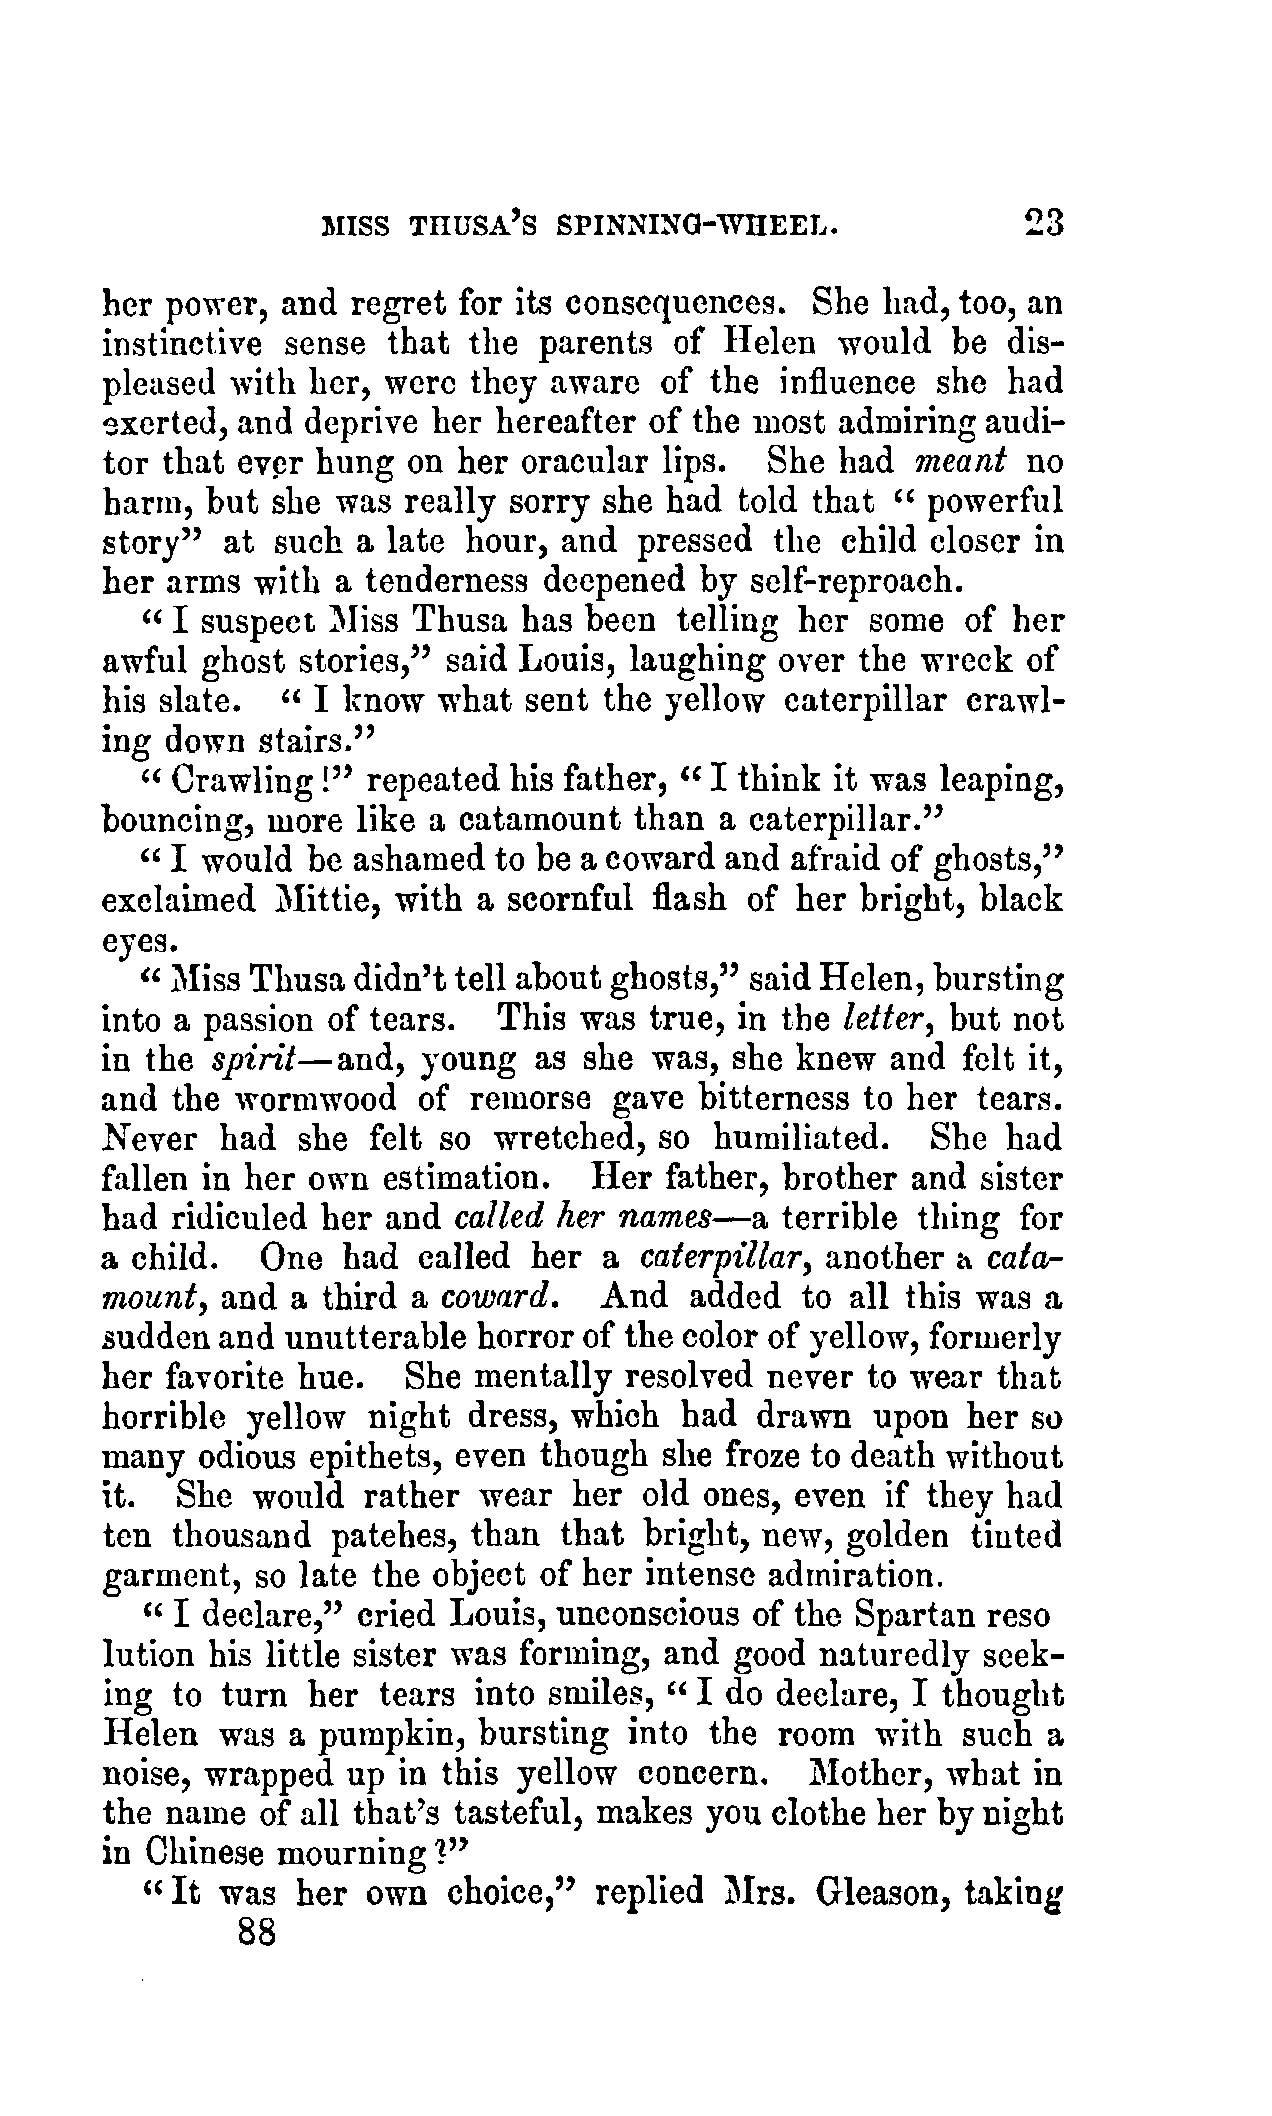 MISS THUSA'S SPINNING-WHEEL. 23
her power, and regret for its consequences. She had, too, an
instinctive sense that the parents of Helen would be dis-
pleased with her, were they aware of the influence she had
exerted, and deprive her hereafter of the most admiring audi-
tor that ever hung on her oracular lips. She had meant no
harm, but she was really sorry she had told that " powerful
story" at such a late hour, and pressed the child closer in
her arms with a tenderness deepened by self-reproach.
" I suspect Miss Thusa has been telling her some of her
awful ghost stories," said Louis, laughing over the wreck of
his slate. " I know what sent the yellow caterpillar crawl-
ing down stairs."
" Crawling !" repeated his father, " I think it was leaping,
bouncing, more like a catamount than a caterpillar."
" I would be ashamed to be a coward and afraid of ghosts,"
exclaimed Mittie, with a scornful flash of her bright, black
eyes.
" Miss Thusa didn't tell about ghosts," said Helen, bursting
into a passion of tears. This was true, in the letter, but not
in the spirit—and, young as she was, she knew and felt it,
and the wormwood of remorse gave bitterness to her tears.
Never had she felt so wretched, so humiliated. She had
fallen in her own estimation. Her father, brother and sister
had ridiculed her and called her names—a terrible thing for
a child. One had called her a caterpillar, another a cata-
mount, and a third a coward. And added to all this was a
sudden and unutterable horror of the color of yellow, formerly
her favorite hue. She mentally resolved never to wear that
horrible yellow night dress, which had drawn upon her so
many odious epithets, even though she froze to death without
it. She would rather wear her old ones, even if they had
ten thousand patches, than that bright, new, golden tinted
garment, so late the object of her intense admiration.
" I declare," cried Louis, unconscious of the Spartan reso
lution his little sister was forming, and good naturedly seek-
ing to turn her tears into smiles, " I do declare, I thought
Helen was a pumpkin, bursting into the room with such a
noise, wrapped up in this yellow concern. Mother, what in
the name of all that's tasteful, makes you clothe her by night
in Chinese mourning ?"
" It was her own choice," replied Mrs. Gleason, taking
88